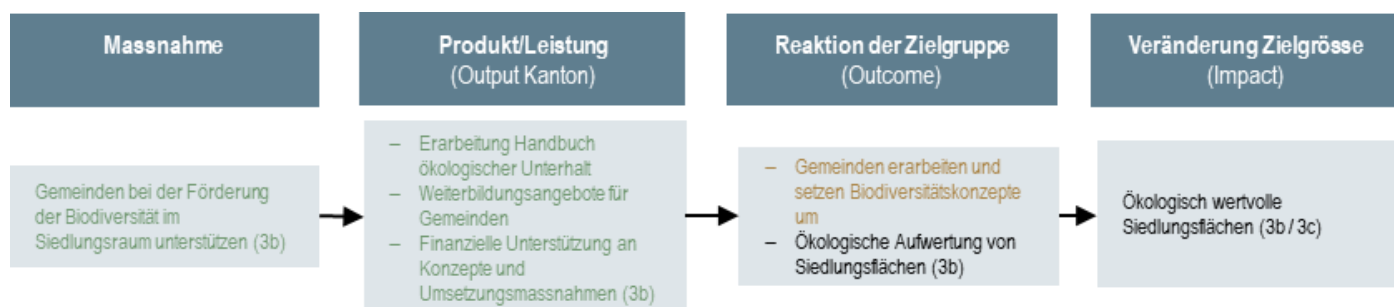 Massnahme
Produkt/Leistung
(Output Kanton)
Reaktion der Zielgruppe
(Outcome)
Veränderung Zielgrösse
(Impact)
Gemeinden bei der Förderung
der Biodiversität im
Siedlungsraum unterstützen (3b)
– Erarbeitung Handbuch
ökologischer Unterhalt
– Weiterbildungsangebote für
Gemeinden
– Finanzielle Unterstützung an
Konzepte und
Umsetzungsmassnahmen (3b)
– Gemeinden erarbeiten und
setzen Biodiversitätskonzepte
um
– Ökologische Aufwertung von
Siedlungsflächen (3b)
Ökologisch wertvolle
Siedlungsflächen (3b / 3c)